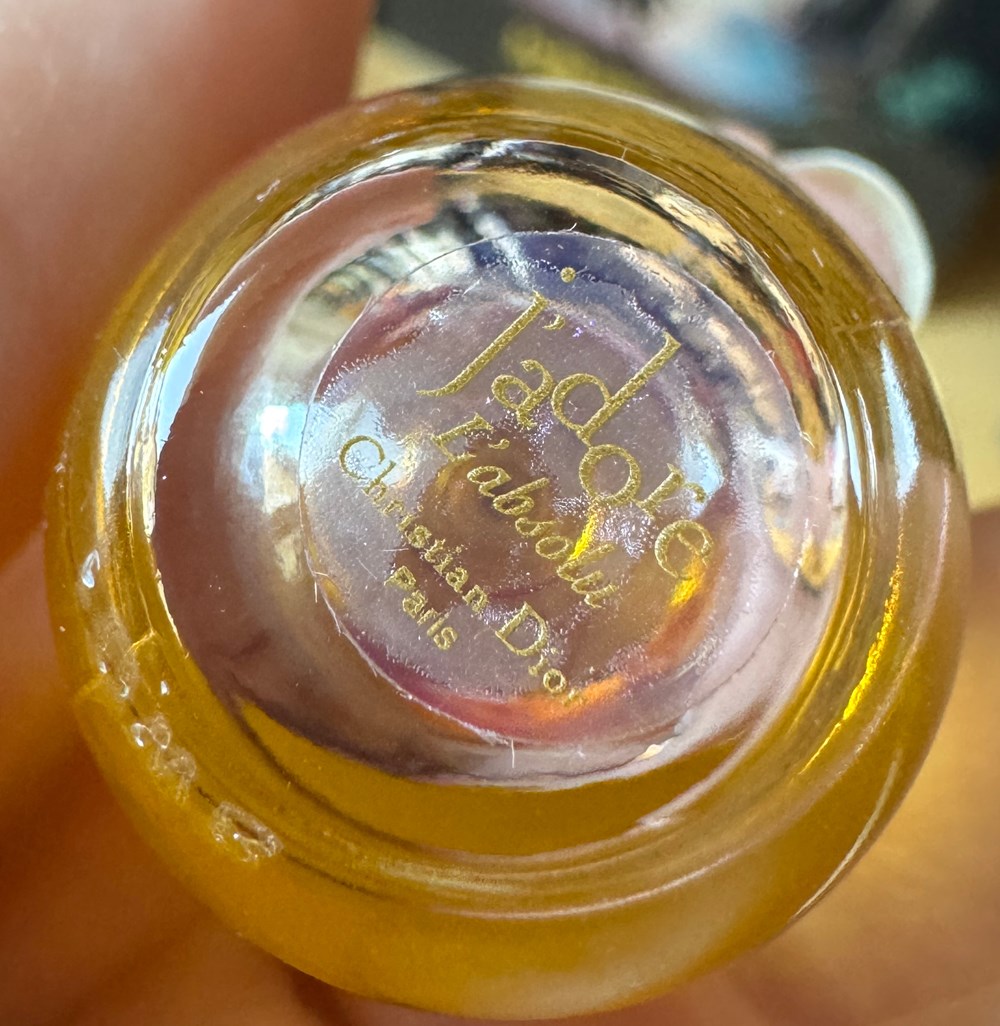 j'adore
L'absolu
Christian Dior
Paris